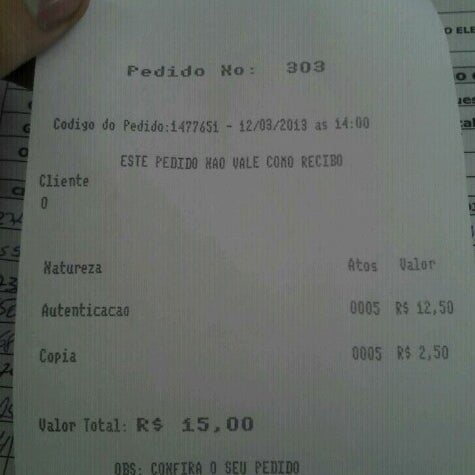 Pedido No: 303
Codigo do Pedido:1477651 - 12/03/2013 as 14:00
ESTE PEDIDO NAO VALE COMO RECIBO
Cliente
0
Natureza Atos Valor
Autenticacao 0005 R$ 12,50
Copia 0005 R$ 2,50
Valor Total: R$ 15,00
OBS: CONFIRA O SEU PEDIDO